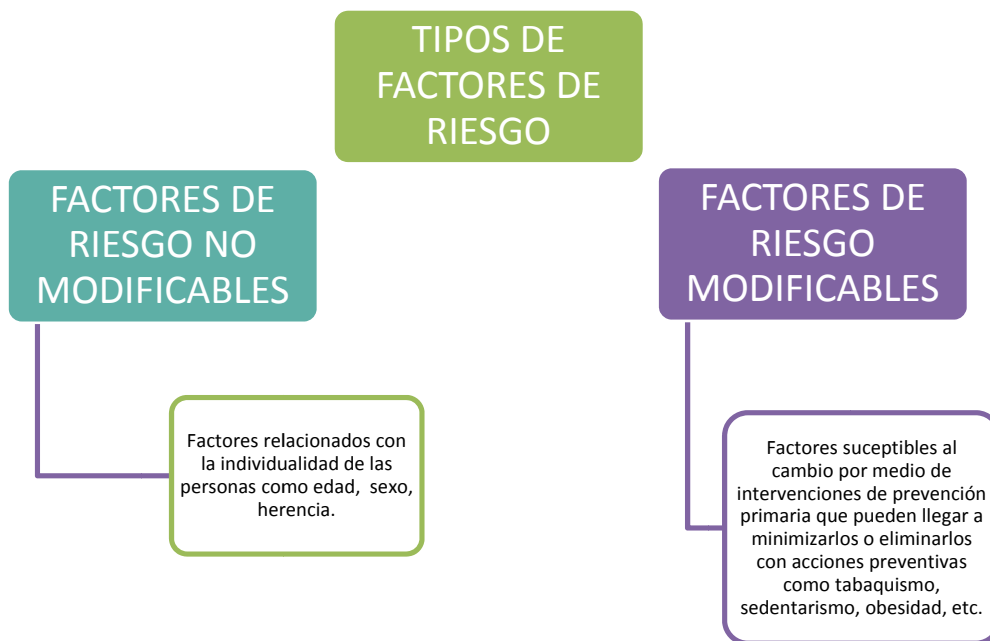 TIPOS DE
FACTORES DE
RIESGO
FACTORES DE
RIESGO NO
MODIFICABLES
FACTORES DE
RIESGO
MODIFICABLES
Factores relacionados con
la individualidad de las
personas como edad, sexo,
herencia.
Factores suceptibles al
cambio por medio de
intervenciones de prevención
primaria que pueden llegar a
minimizarlos o eliminarlos
con acciones preventivas
como tabaquismo,
sedentarismo, obesidad, etc.